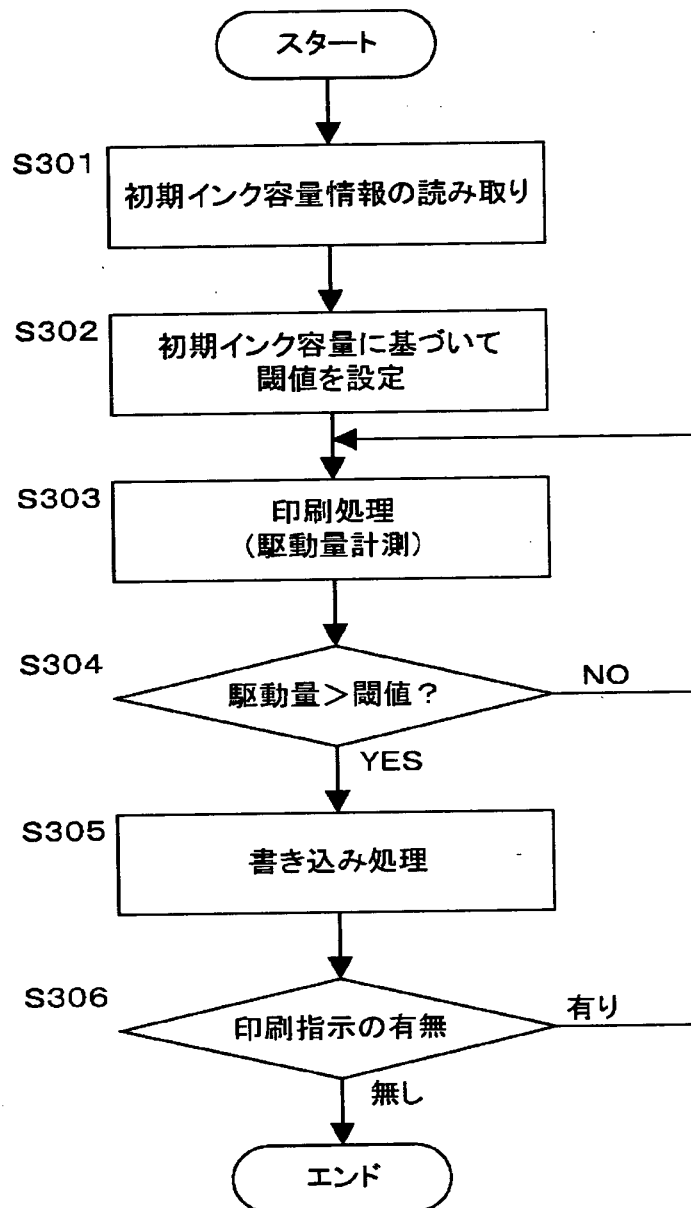 スタート
S301
初期インク容量情報の読み取り
S302
初期インク容量に基づいて
閾値を設定
S303
印刷処理
(駆動量計測)
S304
駆動量>閾値?
NO
YES
S305
書き込み処理
S306
印刷指示の有無
有り
無し
エンド